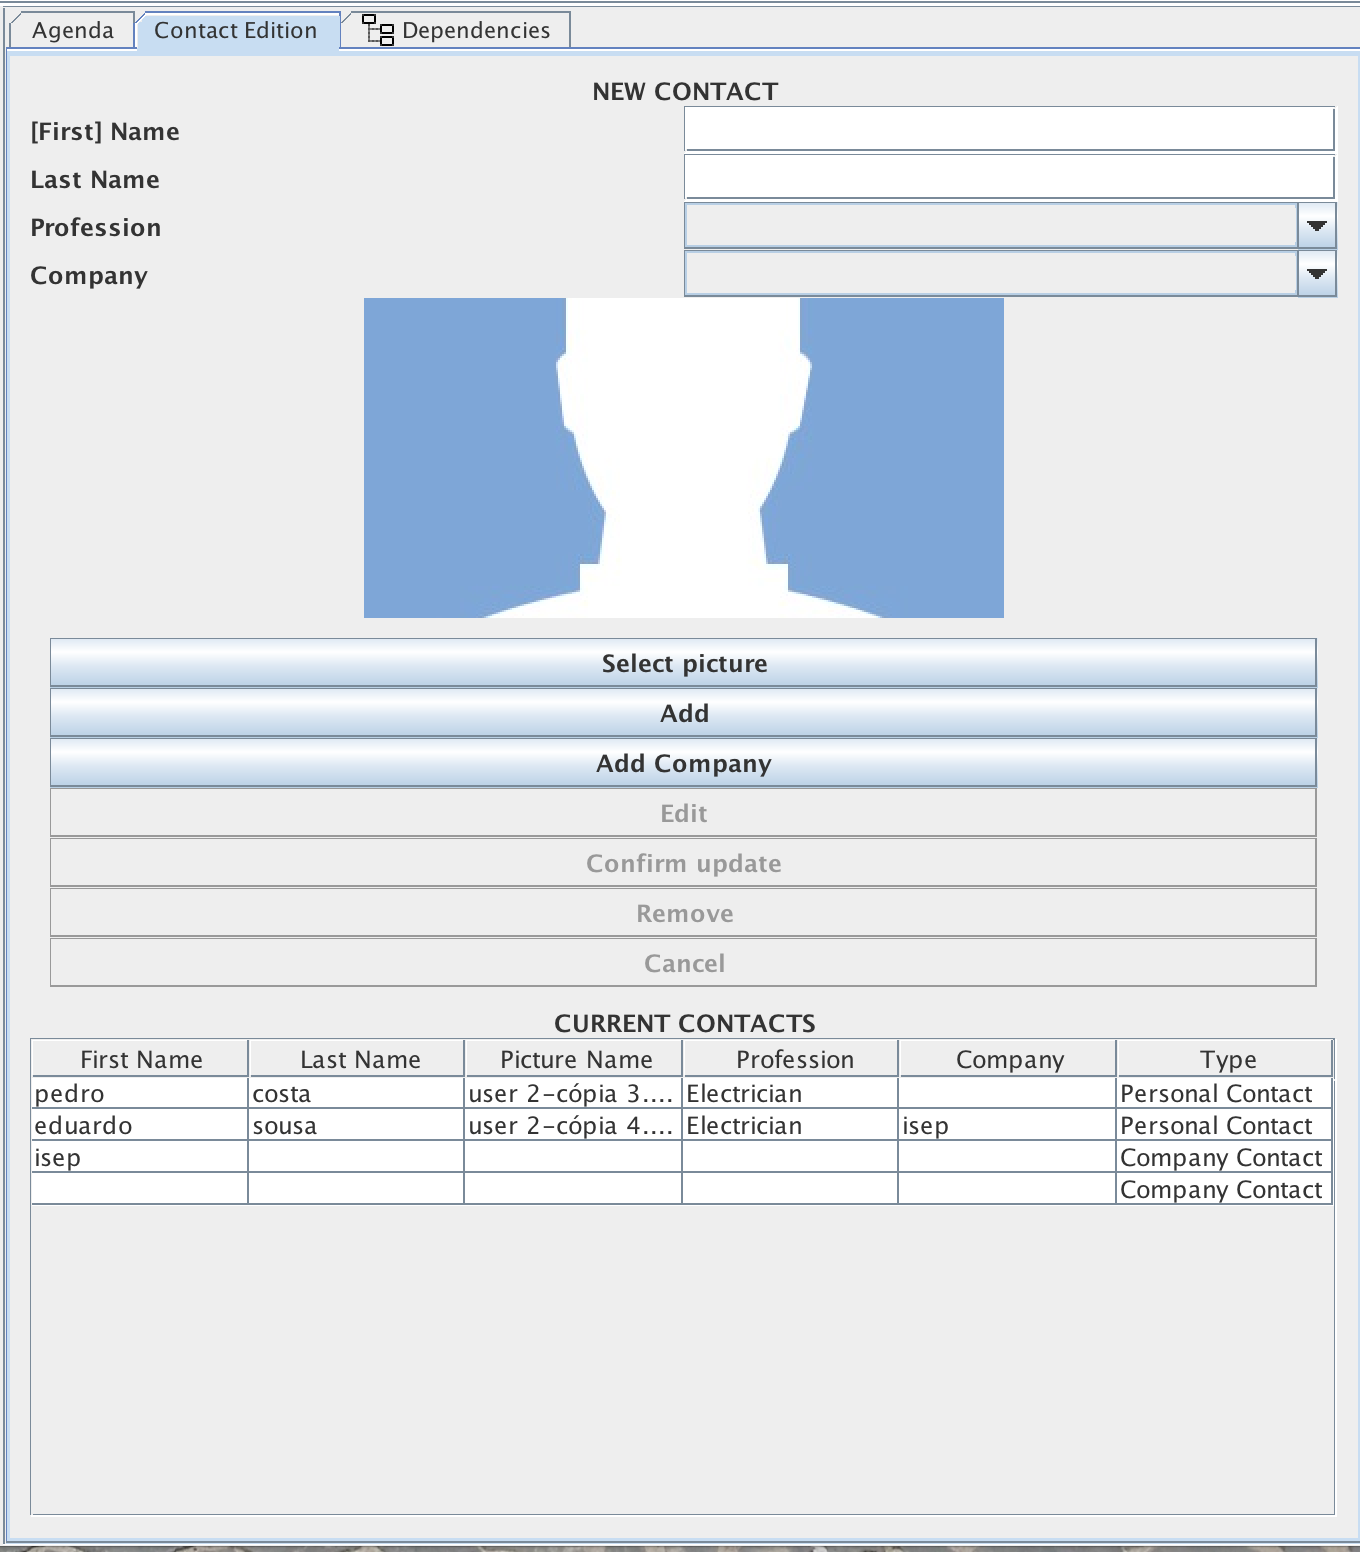 Agenda Contact Edition Dependencies
NEW CONTACT
[First] Name
Last Name
Profession
Company
Select picture
Add
Add Company
Edit
Confirm update
Remove
Cancel
CURRENT CONTACTS
First Name Last Name Picture Name Profession Company Type
pedro costa user 2-cópia 3.... Electrician Personal Contact
eduardo sousa user 2-cópia 4.... Electrician isep Personal Contact
isep Company Contact
Company Contact